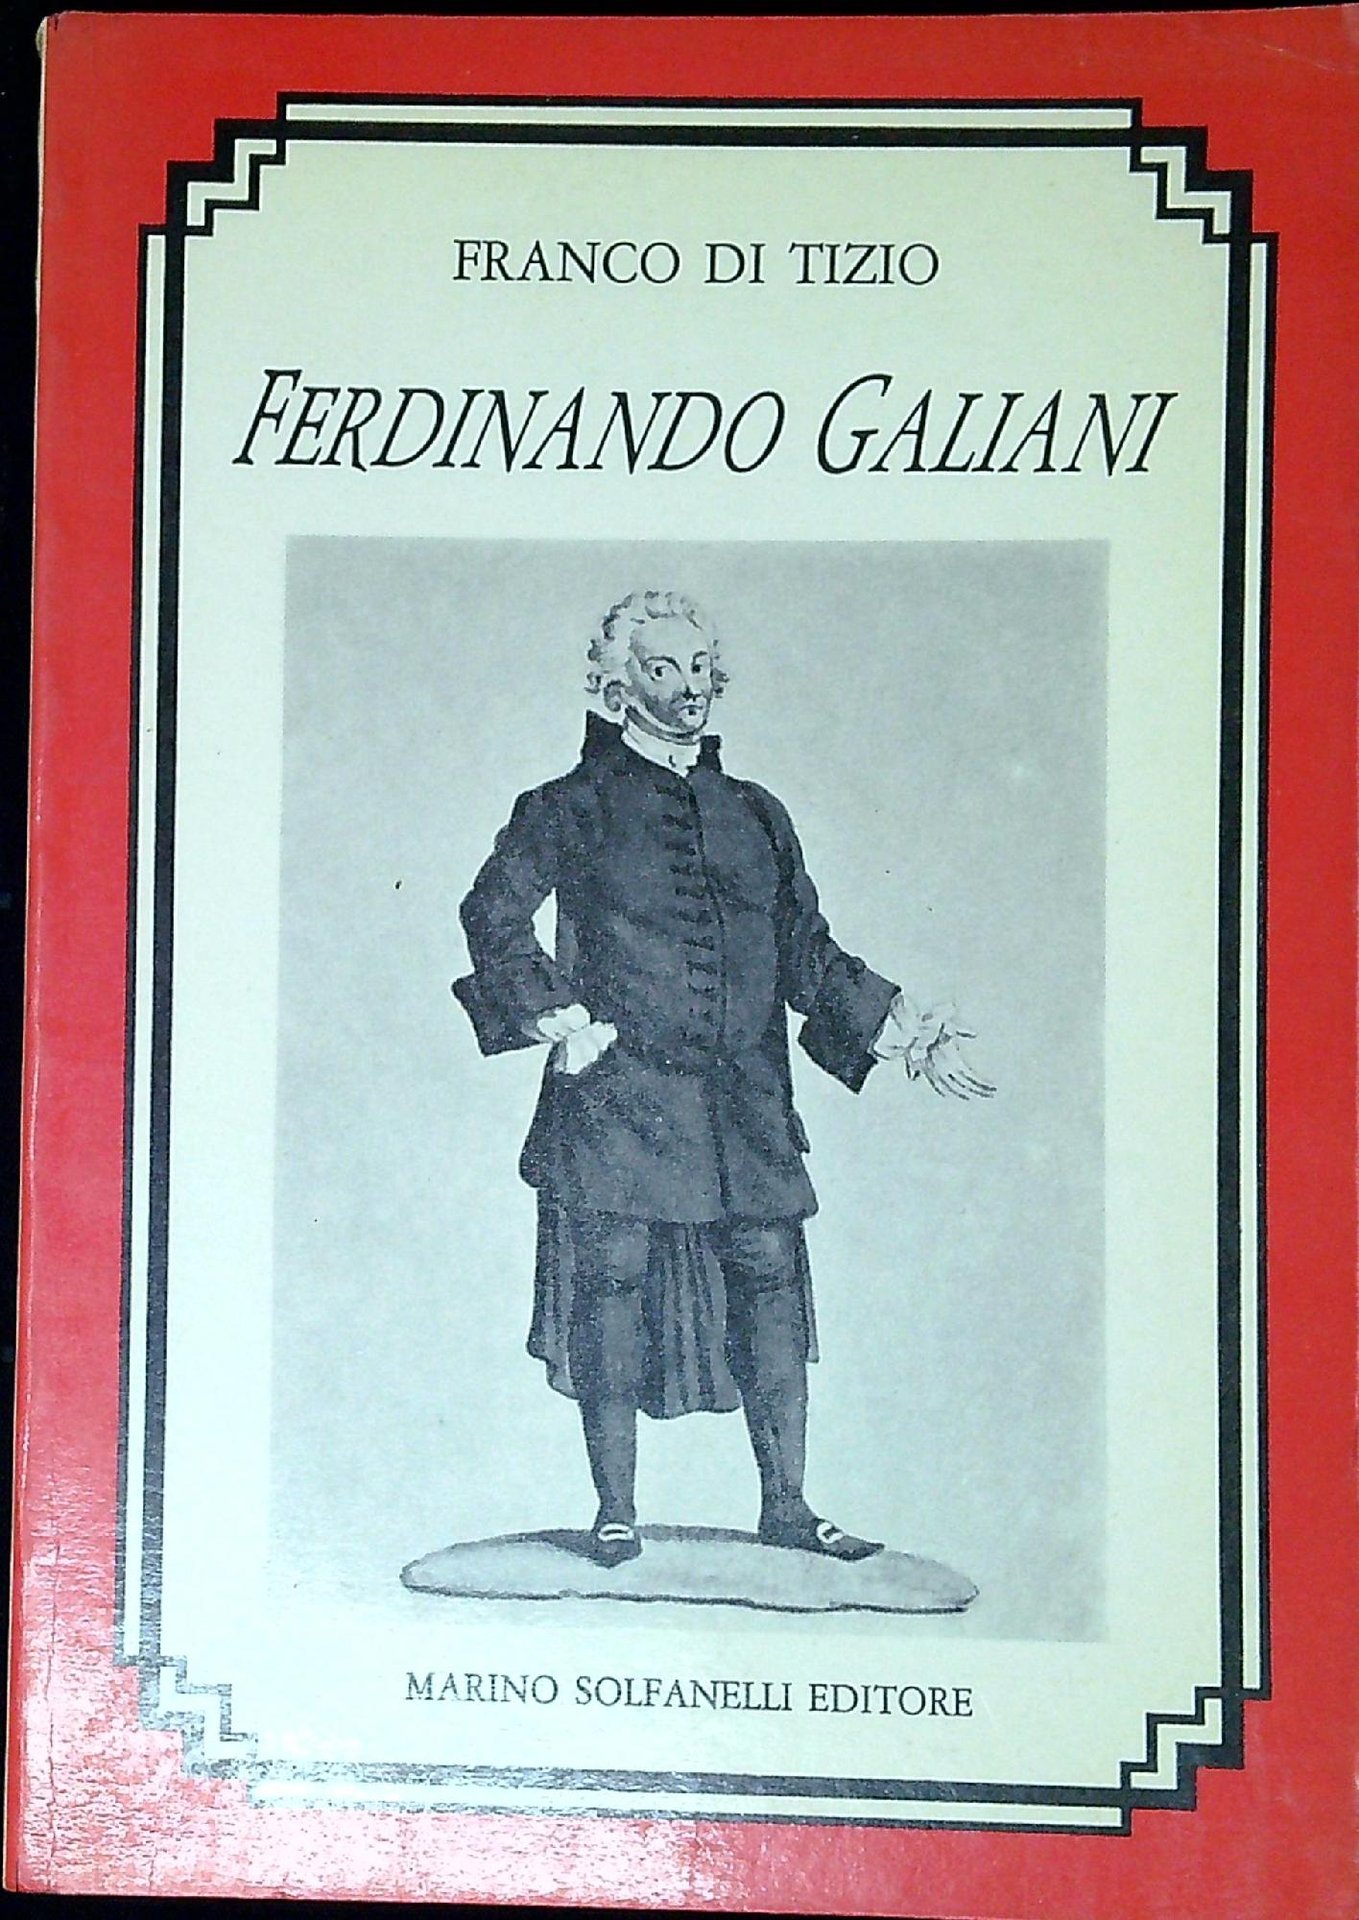 FRANCO DI TIZIO
FERDINANDO GALIANI
MARINO SOLFANELLI EDITORE